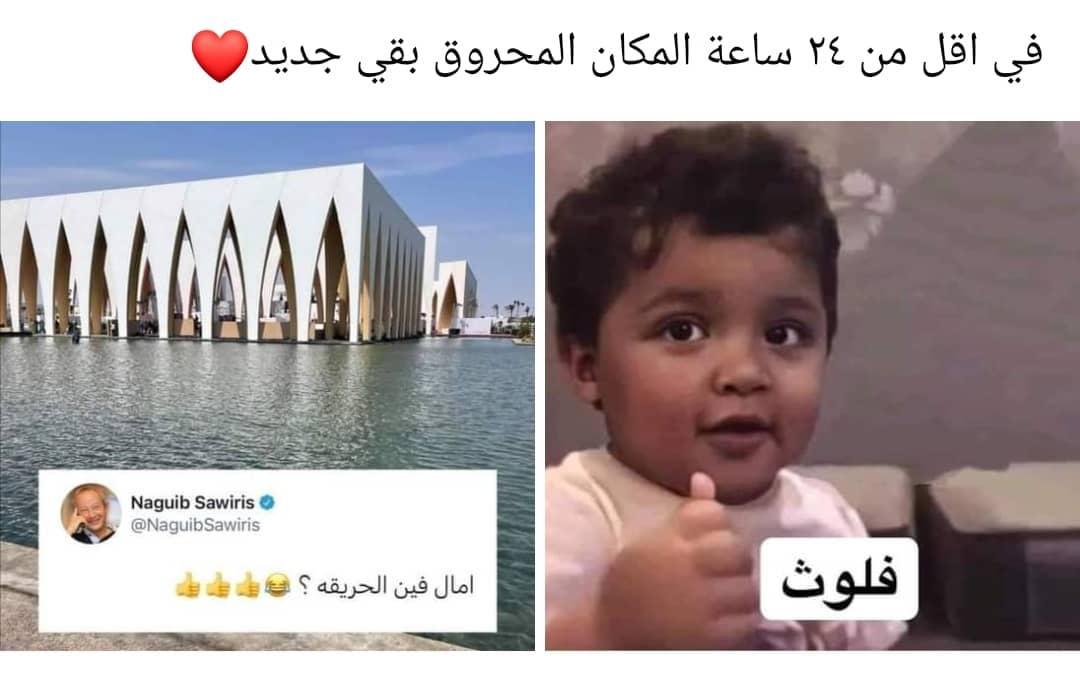 في اقل من ٢٤ ساعة المكان المحروق بقي جديد❤️
Naguib Sawiris
@NaguibSawiris
امال فين الحريقه ؟ 😂👍👍👍
فلوث